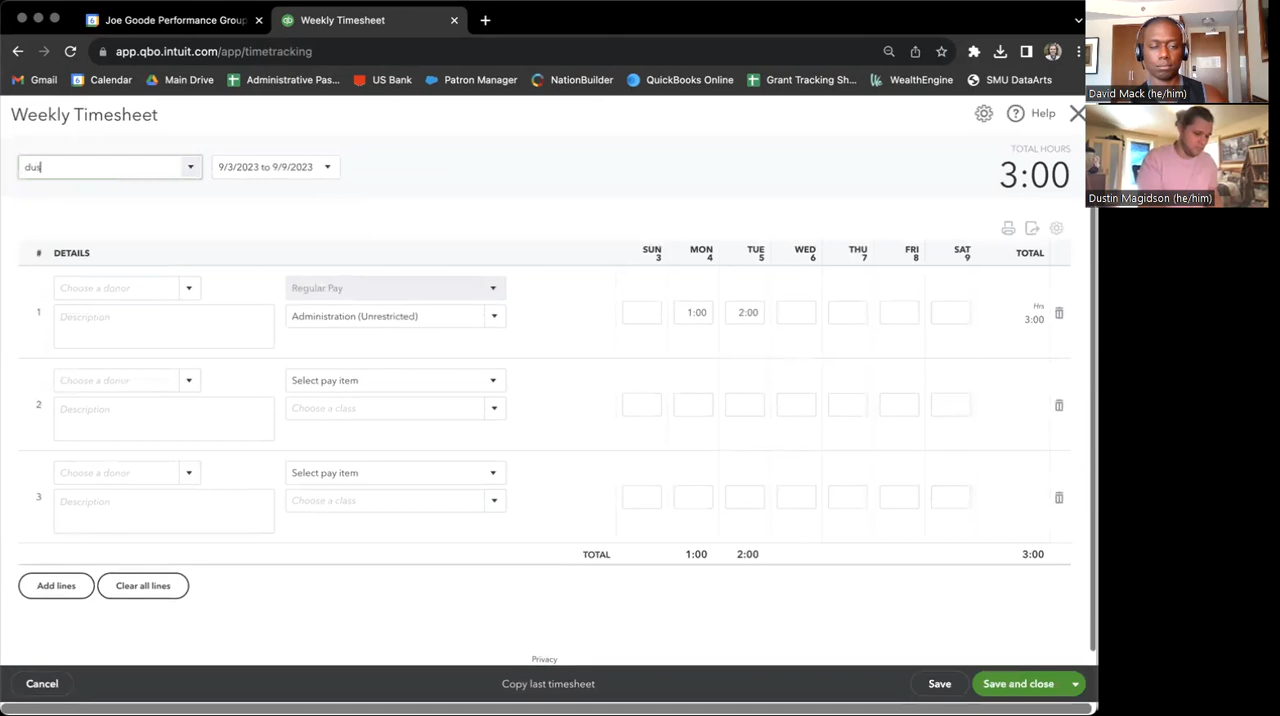 Joe Goode Performance Group
Weekly Timesheet
app.qbo.intuit.com/app/timetracking
Gmail
Calendar
Main Drive
Administrative Pas...
US Bank
Patron Manager
NationBuilder
QuickBooks Online
Grant Tracking Sh...
WealthEngine
SMU DataArts
David Mack (he/him)
Dustin Magidson (he/him)
Weekly Timesheet
Help
dus
9/3/2023 to 9/9/2023
TOTAL HOURS
3:00
# DETAILS SUN 3 MON 4 TUE 5 WED 6 THU 7 FRI 8 SAT 9 TOTAL
Choose a donor Regular Pay
1 Description Administration (Unrestricted) 1:00 2:00 Hrs 3:00
Choose a donor Select pay item
2 Description Choose a class
Choose a donor Select pay item
3 Description Choose a class
TOTAL 1:00 2:00 3:00
Add lines Clear all lines
Privacy
Cancel Copy last timesheet Save Save and close